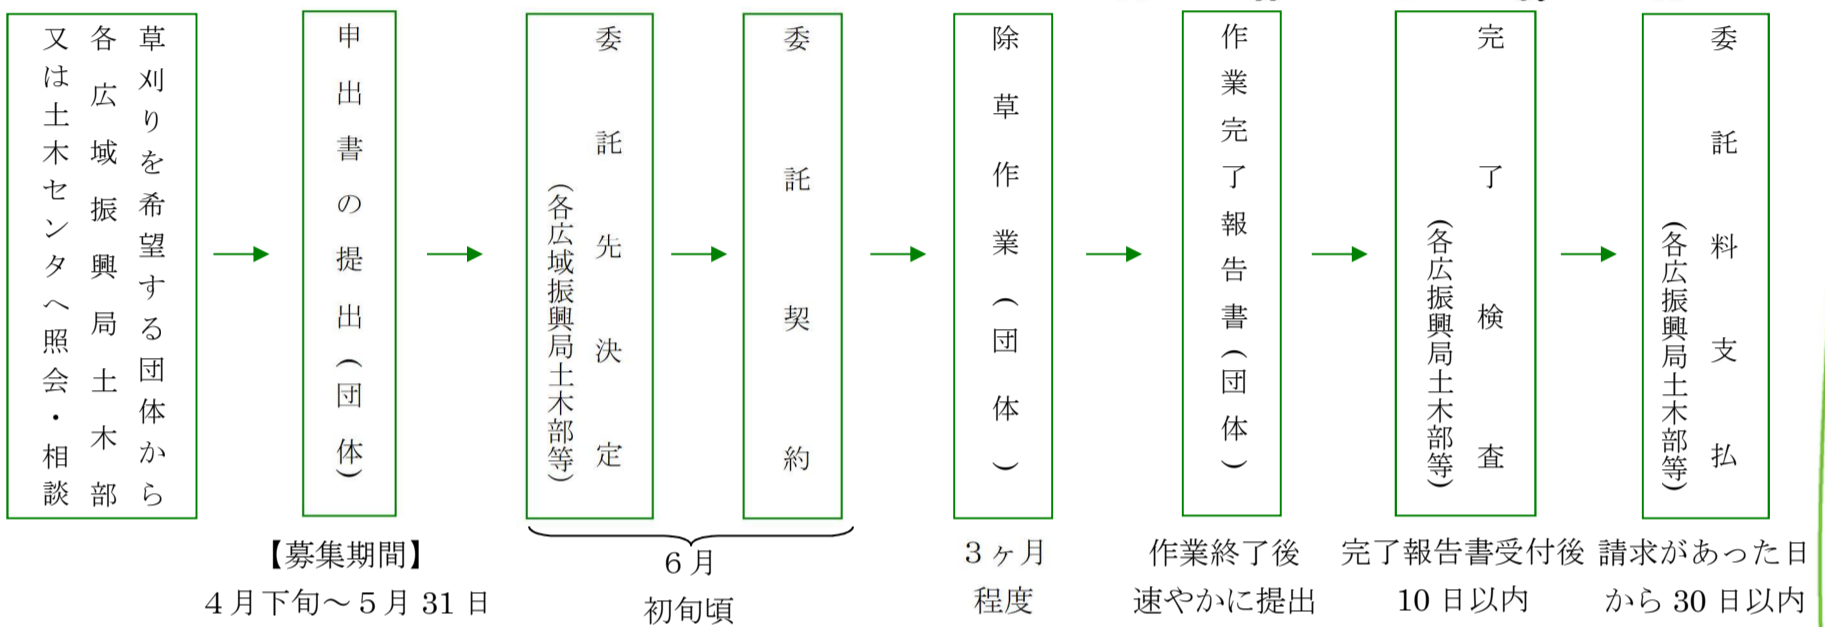 草刈りを希望する団体から
各広域振興局土木部
又は土木センタへ照会・相談
申出書の提出(団体)
【募集期間】
4月下旬～5月31日
委託先決定
(各広域振興局土木部等)
委託契約
6月
初旬頃
除草作業(団体)
3ヶ月
程度
作業完了報告書(団体)
作業終了後
速やかに提出
完了検査
(各広振興局土木部等)
完了報告書受付後
10日以内
委託料支払
(各広振興局土木部等)
請求があった日
から30日以内